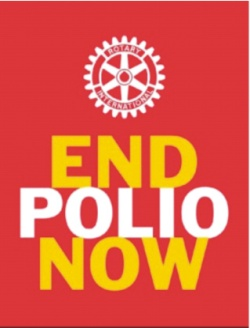 ROTARY
INTERNATIONAL
END
POLIO
NOW